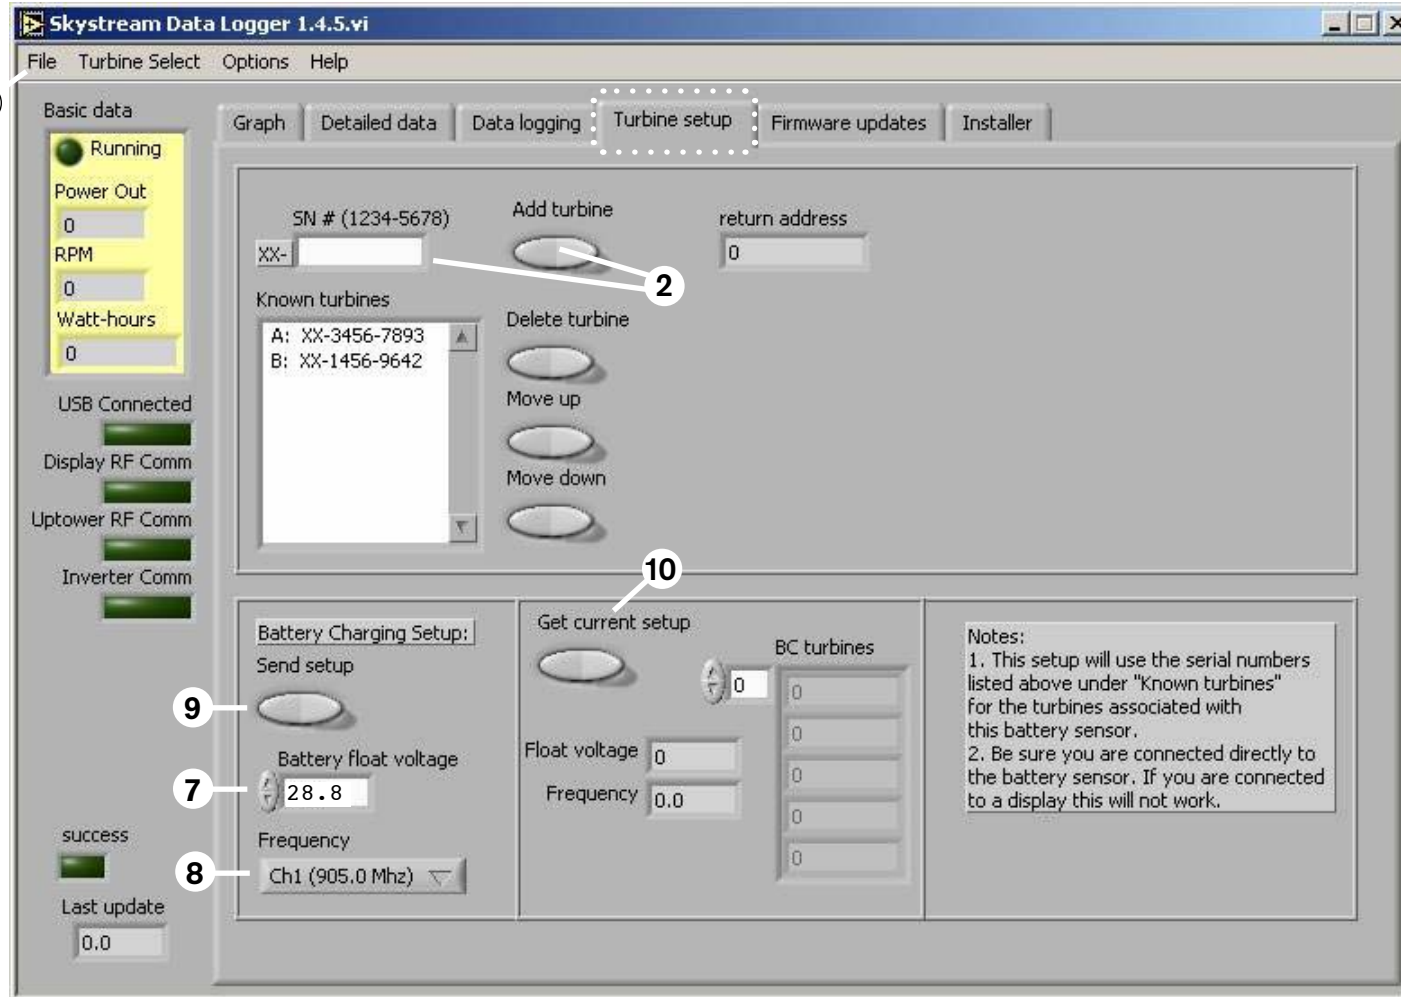 Skystream Data Logger 1.4.5.vi
File Turbine Select Options Help
Basic data
Running
Power Out
0
RPM
0
Watt-hours
0
USB Connected
Display RF Comm
Uptower RF Comm
Inverter Comm
success
Last update
0.0
Graph Detailed data Data logging Turbine setup Firmware updates Installer
SN # (1234-5678)
XX-
Add turbine
return address
0
2
Known turbines
A: XX-3456-7893
B: XX-1456-9642
Delete turbine
Move up
Move down
10
Battery Charging Setup:
Send setup
9
Battery float voltage
7
28.8
Frequency
8
Ch1 (905.0 Mhz)
Get current setup
BC turbines
0
0
0
0
0
0
Float voltage 0
Frequency 0.0
Notes:
1. This setup will use the serial numbers
listed above under "Known turbines"
for the turbines associated with
this battery sensor.
2. Be sure you are connected directly to
the battery sensor. If you are connected
to a display this will not work.